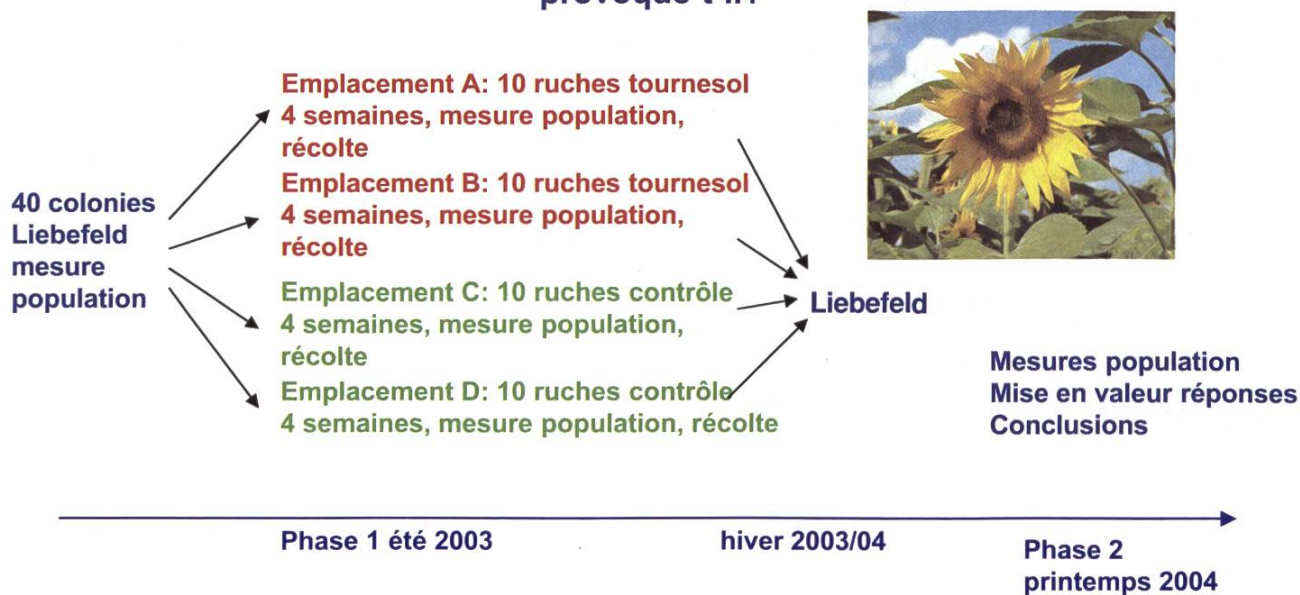 40 colonies
Liebefeld
mesure
population
Emplacement A: 10 ruches tournesol
4 semaines, mesure population,
récolte
Emplacement B: 10 ruches tournesol
4 semaines, mesure population,
récolte
Emplacement C: 10 ruches contrôle
4 semaines, mesure population,
récolte
Emplacement D: 10 ruches contrôle
4 semaines, mesure population, récolte
Liebefeld
Mesures population
Mise en valeur réponses
Conclusions
Phase 1 été 2003
hiver 2003/04
Phase 2
printemps 2004